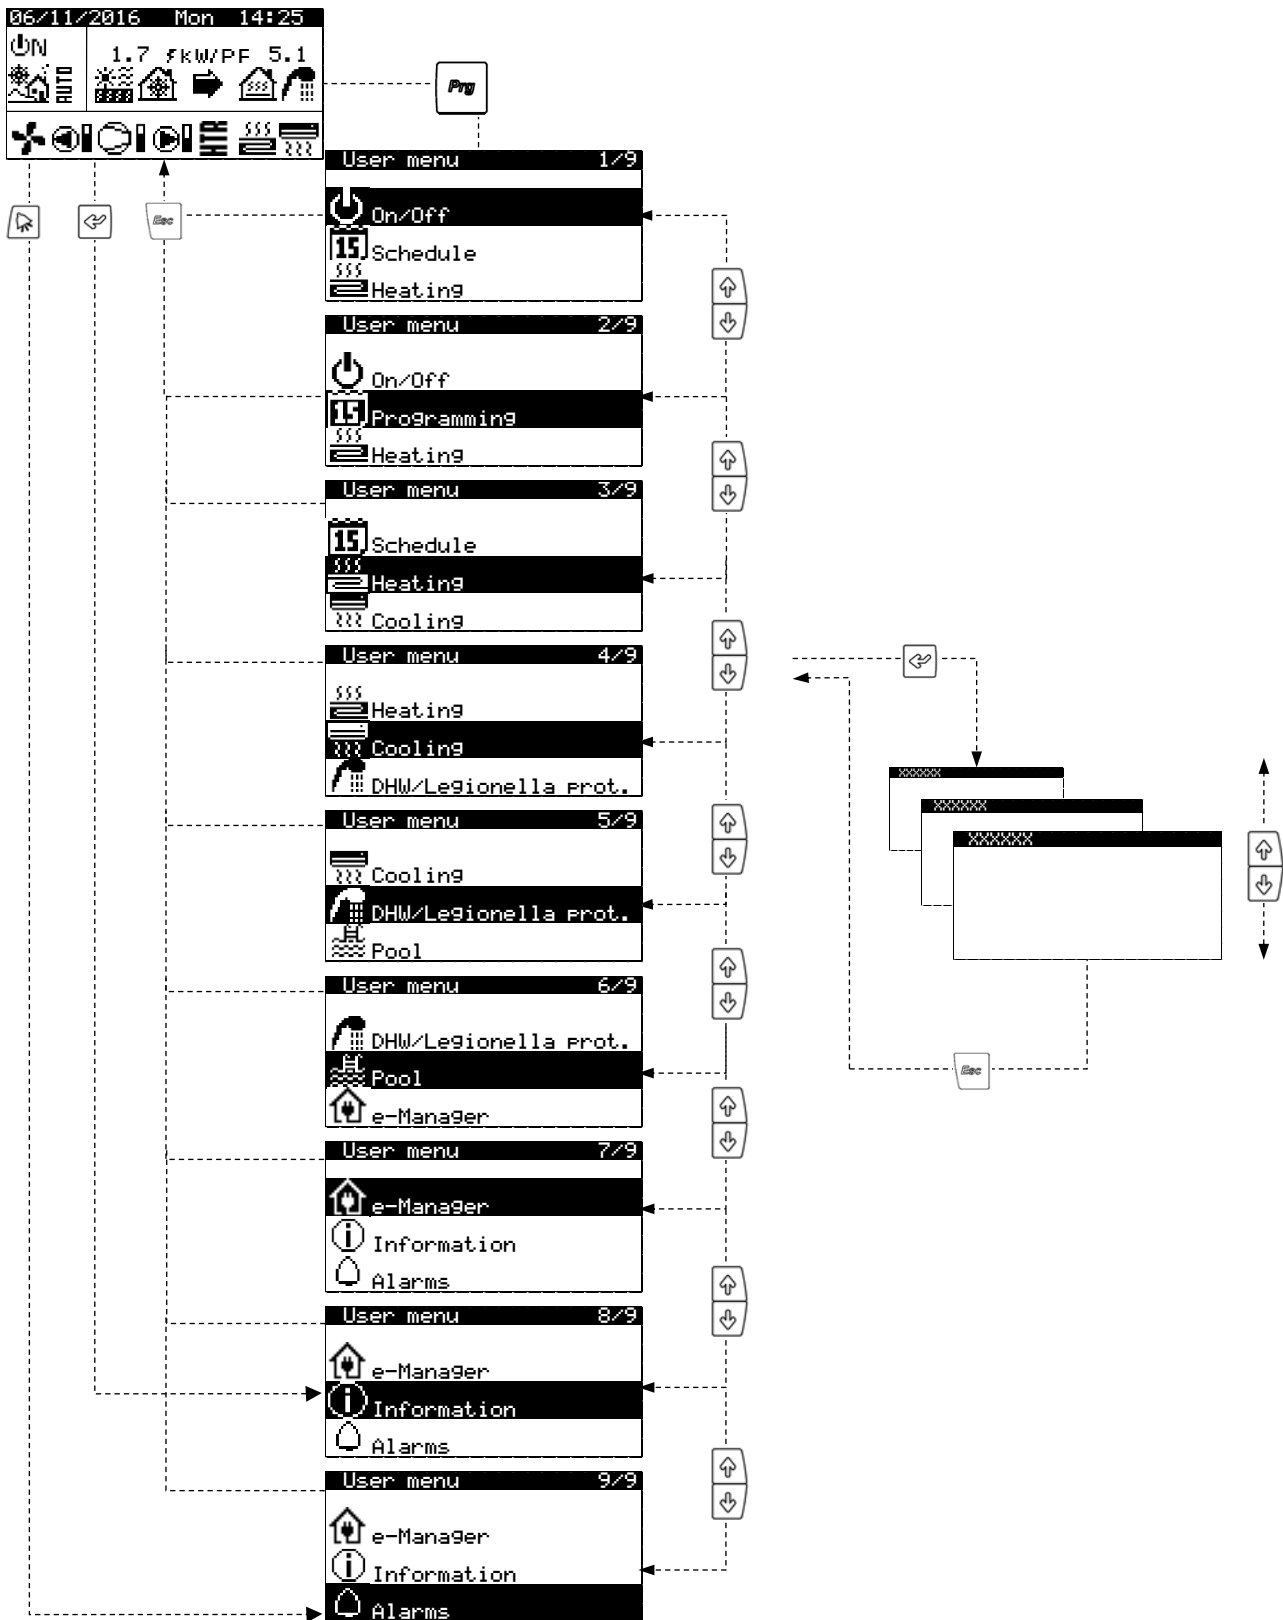 06/11/2016 Mon 14:25
ON
1.7 kW/PF 5.1
AUTO
HTR
Prg
Esc
User menu 1/9
On/Off
15 Schedule
Heating
User menu 2/9
On/Off
15 Programming
Heating
User menu 3/9
15 Schedule
Heating
Cooling
User menu 4/9
Heating
Cooling
DHW/Legionella prot.
User menu 5/9
Cooling
DHW/Legionella prot.
Pool
User menu 6/9
DHW/Legionella prot.
Pool
e-Manager
User menu 7/9
e-Manager
i Information
Alarms
User menu 8/9
e-Manager
i Information
Alarms
User menu 9/9
e-Manager
i Information
Alarms
XXXXXX
XXXXXX
XXXXXX
Esc